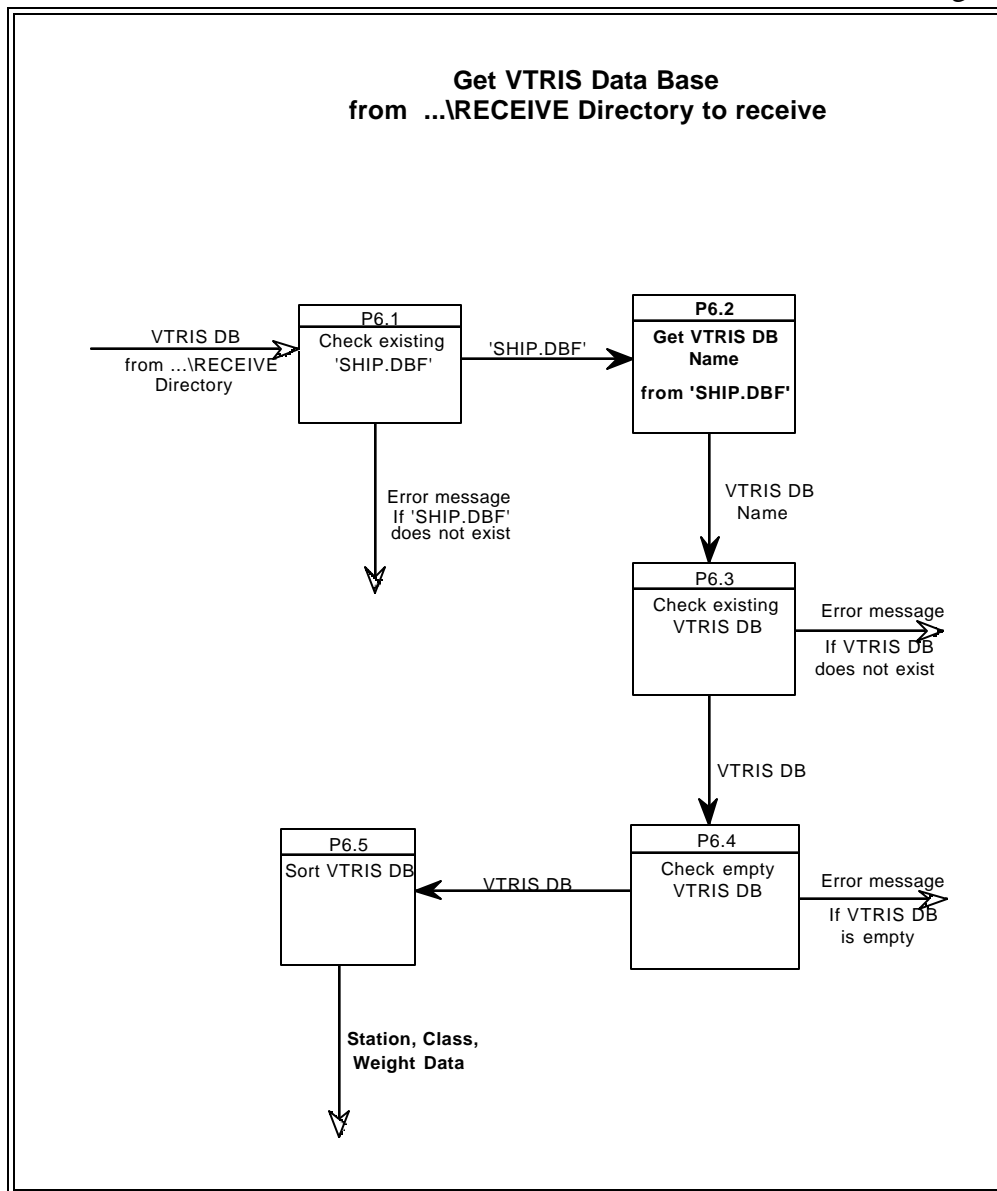 Get VTRIS Data Base
from ...\RECEIVE Directory to receive
P6.1
Check existing
'SHIP.DBF'
VTRIS DB
from ...\RECEIVE
Directory
'SHIP.DBF'
P6.2
Get VTRIS DB
Name
from 'SHIP.DBF'
Error message
If 'SHIP.DBF'
does not exist
VTRIS DB
Name
P6.3
Check existing
VTRIS DB
Error message
If VTRIS DB
does not exist
VTRIS DB
P6.4
Check empty
VTRIS DB
Error message
If VTRIS DB
is empty
VTRIS DB
P6.5
Sort VTRIS DB
Station, Class,
Weight Data